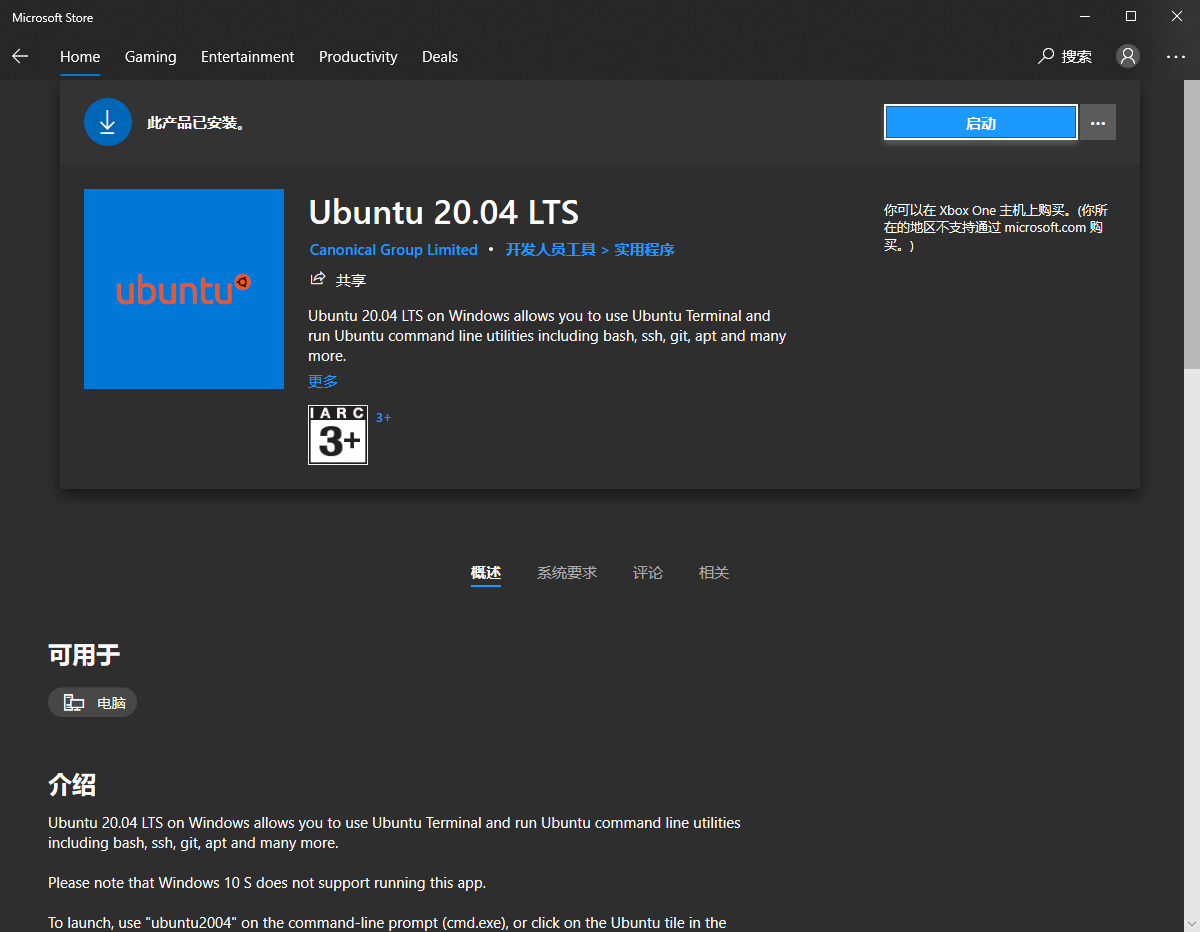 Microsoft Store
Home Gaming Entertainment Productivity Deals 搜索
此产品已安装。 启动
Ubuntu 20.04 LTS
Canonical Group Limited • 开发人员工具 > 实用程序
共享
你可以在 Xbox One 主机上购买。(你所
在的地区不支持通过 microsoft.com 购
买。)
ubuntu
Ubuntu 20.04 LTS on Windows allows you to use Ubuntu Terminal and
run Ubuntu command line utilities including bash, ssh, git, apt and many
more.
更多
IARC
3+
3+
概述 系统要求 评论 相关
可用于
电脑
介绍
Ubuntu 20.04 LTS on Windows allows you to use Ubuntu Terminal and run Ubuntu command line utilities
including bash, ssh, git, apt and many more.
Please note that Windows 10 S does not support running this app.
To launch, use "ubuntu2004" on the command-line prompt (cmd.exe), or click on the Ubuntu tile in the